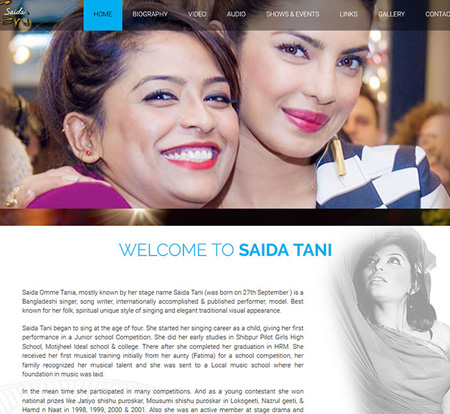 Saida
HOME BIOGRAPHY VIDEO AUDIO SHOWS & EVENTS LINKS GALLERY CONTAC
WELCOME TO SAIDA TANI
Saida Omme Tania, mostly known by her stage name Saida Tani (was born on 27th September ) is a
Bangladeshi singer, song writer, internationally accomplished & published performer, model. Best
known for her folk, spiritual unique style of singing and elegant traditional visual appearance.
Saida Tani began to sing at the age of four. She started her singing career as a child, giving her first
performance in a Junior school Competition. She did her early studies in Shibpur Pilot Girls High
School, Motijheel Ideal school & college. There after she completed her graduation in HRM. She
received her first musical training initially from her aunty (Fatima) for a school competition, her
family recognized her talent and she was sent to a Local music school where her
foundation in music was laid.
In the mean time she participated in many competitions. And as a young contestant she won
national prizes like Jatiyo shishu puroskar, Mousumi shishu puroskar in Lokogeeti, Nazrul geeti, &
Hamd n Naat in 1998, 1999, 2000 & 2001. Also she was an active member at stage drama and